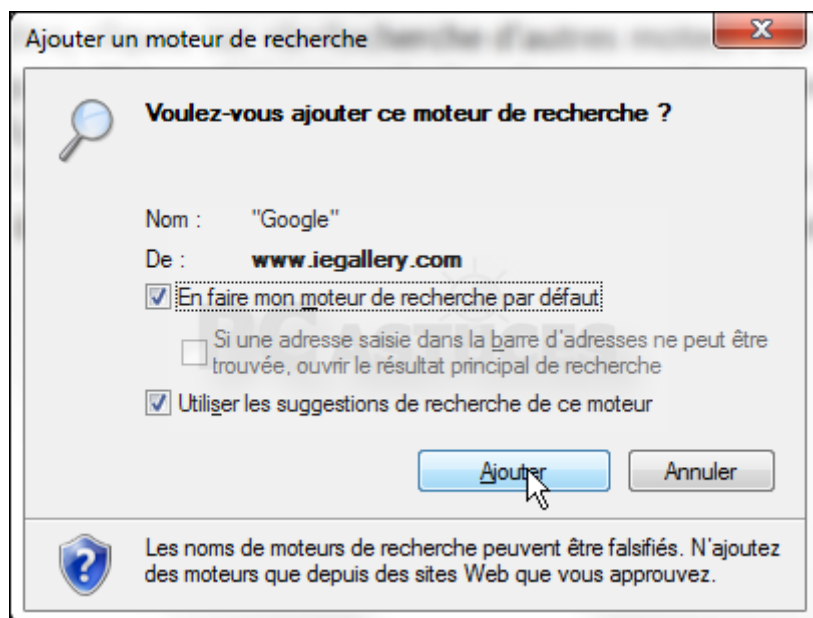 Ajouter un moteur de recherche
Voulez-vous ajouter ce moteur de recherche ?
Nom : "Google"
De : www.iegallery.com
En faire mon moteur de recherche par défaut
Si une adresse saisie dans la barre d'adresses ne peut être
trouvée, ouvrir le résultat principal de recherche
Utiliser les suggestions de recherche de ce moteur
Ajouter Annuler
Les noms de moteurs de recherche peuvent être falsifiés. N'ajoutez
des moteurs que depuis des sites Web que vous approuvez.